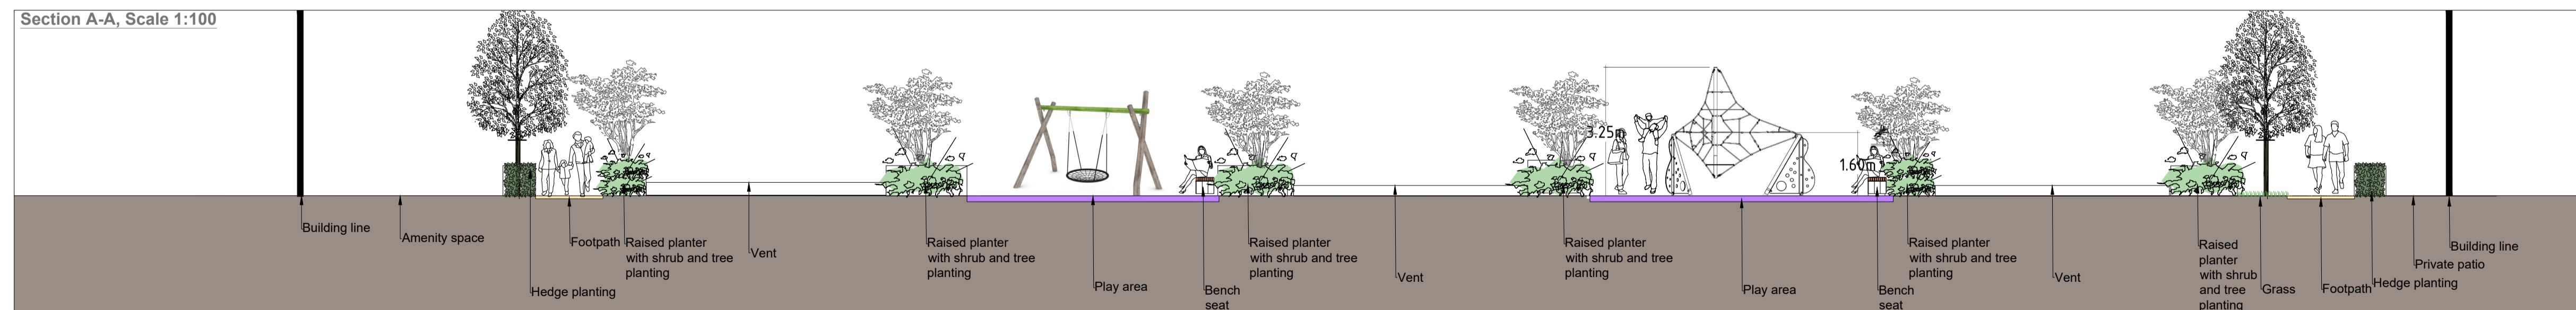 Section A-A, Scale 1:100
3.25m
1.60m
Building line
Amenity space
Hedge planting
Footpath
Raised planter
with shrub and tree
planting
Vent
Raised planter
with shrub and tree
planting
Play area
Bench
seat
Raised planter
with shrub and tree
planting
Vent
Raised planter
with shrub and tree
planting
Play area
Bench
seat
Raised planter
with shrub and tree
planting
Vent
Raised
planter
with shrub
and tree
planting
Grass
Footpath
Hedge planting
Private patio
Building line